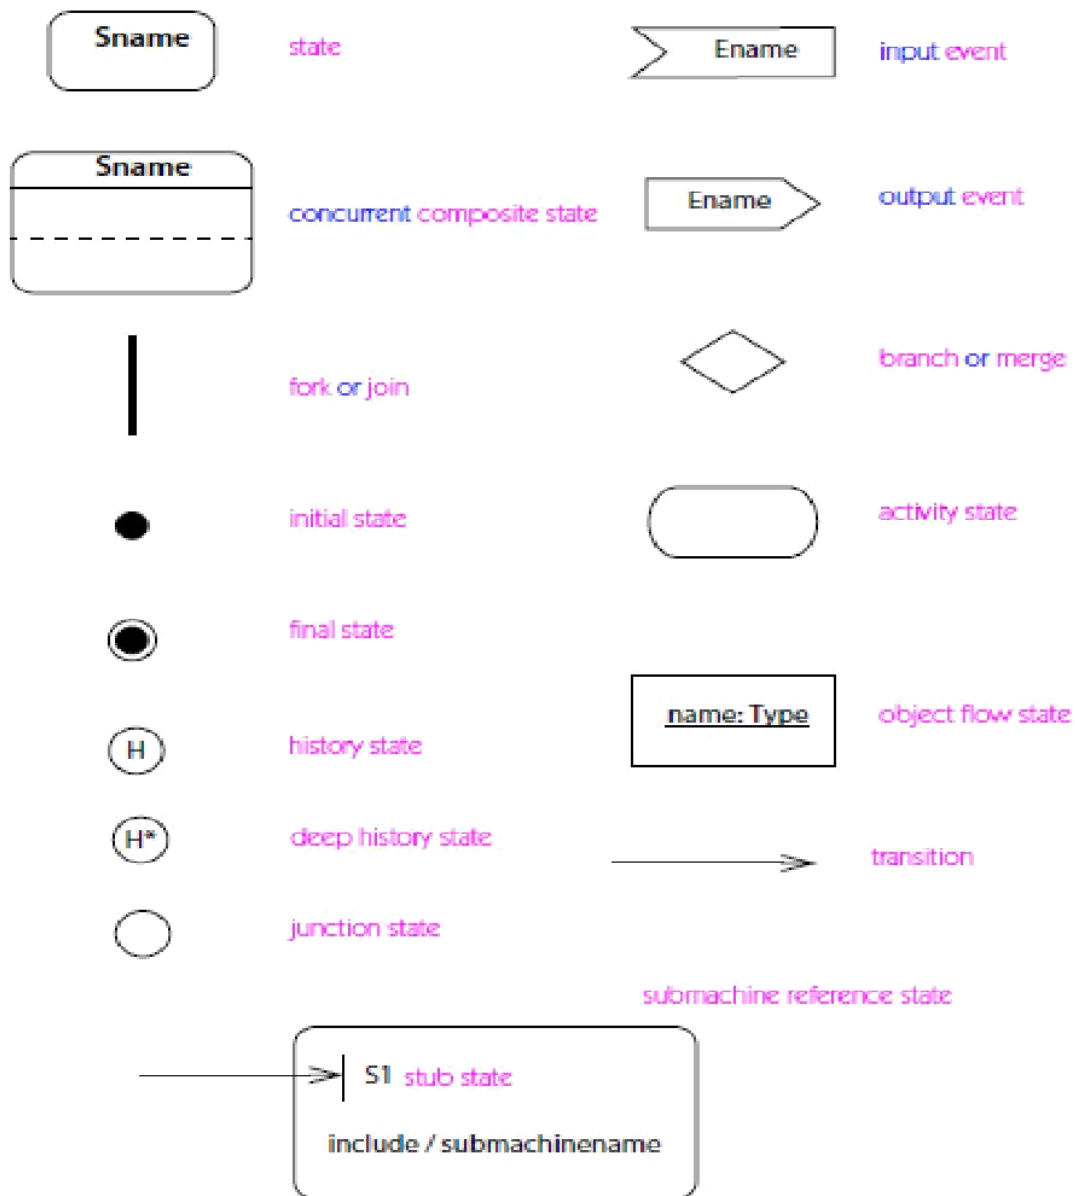 Sname
state
Ename
input event
Sname
concurrent composite state
Ename
output event
fork or join
branch or merge
initial state
activity state
final state
name: Type
object flow state
H
history state
H*
deep history state
transition
junction state
submachine reference state
S1 stub state
include / submachinename